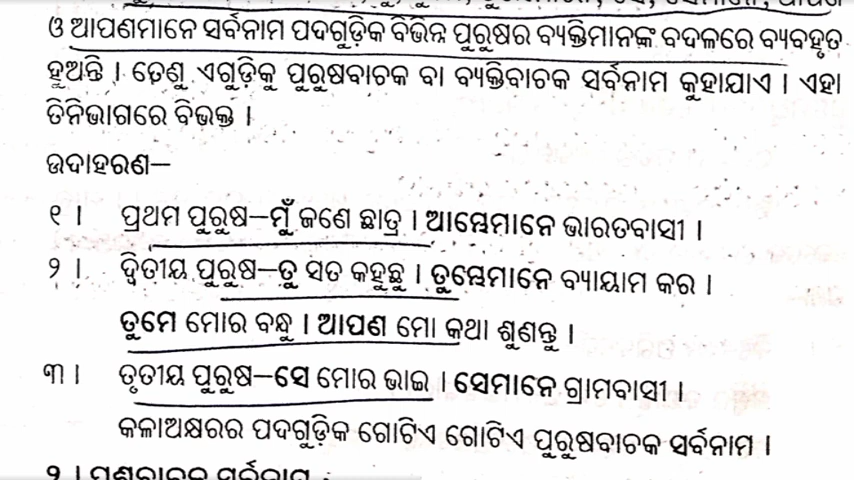 ଓ ଆପଣମାନେ ସର୍ବନାମ ପଦଗୁଡ଼ିକ ବିଭିନ୍ନ ପୁରୁଷର ବ୍ୟକ୍ତିମାନଙ୍କ ବଦଳରେ ବ୍ୟବହୃତ
ହୁଅନ୍ତି । ତେଣୁ ଏଗୁଡ଼ିକୁ ପୁରୁଷବାଚକ ବା ବ୍ୟକ୍ତିବାଚକ ସର୍ବନାମ କୁହାଯାଏ । ଏହା
ତିନିଭାଗରେ ବିଭକ୍ତ ।
ଉଦାହରଣ—
୧ । ପ୍ରଥମ ପୁରୁଷ—ମୁଁ ଜଣେ ଛାତ୍ର । ଆମ୍ଭେମାନେ ଭାରତବାସୀ ।
୨ । ଦ୍ୱିତୀୟ ପୁରୁଷ—ତୁ ସତ କହୁଛୁ । ତୁମ୍ଭେମାନେ ବ୍ୟାୟାମ କର ।
ତୁମେ ମୋର ବନ୍ଧୁ । ଆପଣ ମୋ କଥା ଶୁଣନ୍ତୁ ।
୩ । ତୃତୀୟ ପୁରୁଷ—ସେ ମୋର ଭାଇ । ସେମାନେ ଗ୍ରାମବାସୀ ।
କଳାଅକ୍ଷରର ପଦଗୁଡ଼ିକ ଗୋଟିଏ ଗୋଟିଏ ପୁରୁଷବାଚକ ସର୍ବନାମ ।